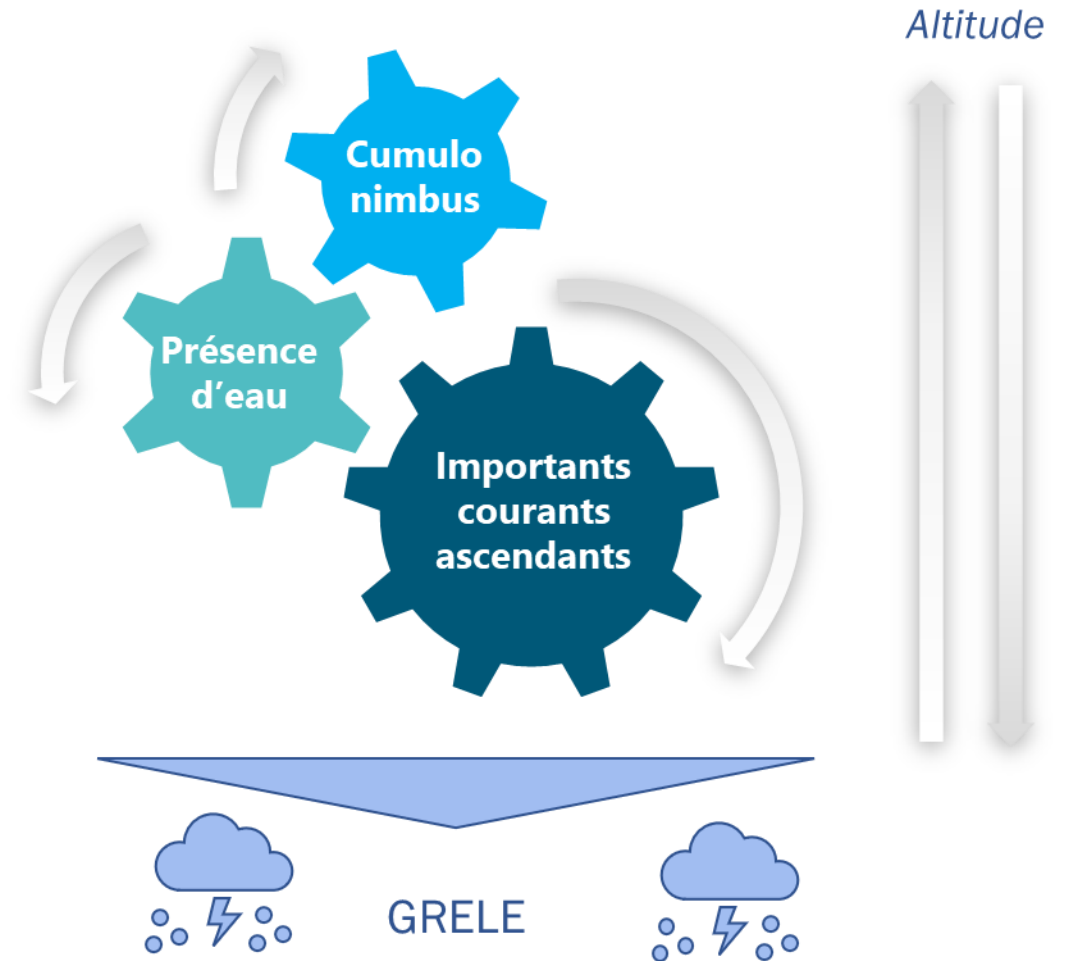 Altitude
Cumulo
nimbus
Présence
d'eau
Importants
courants
ascendants
GRELE